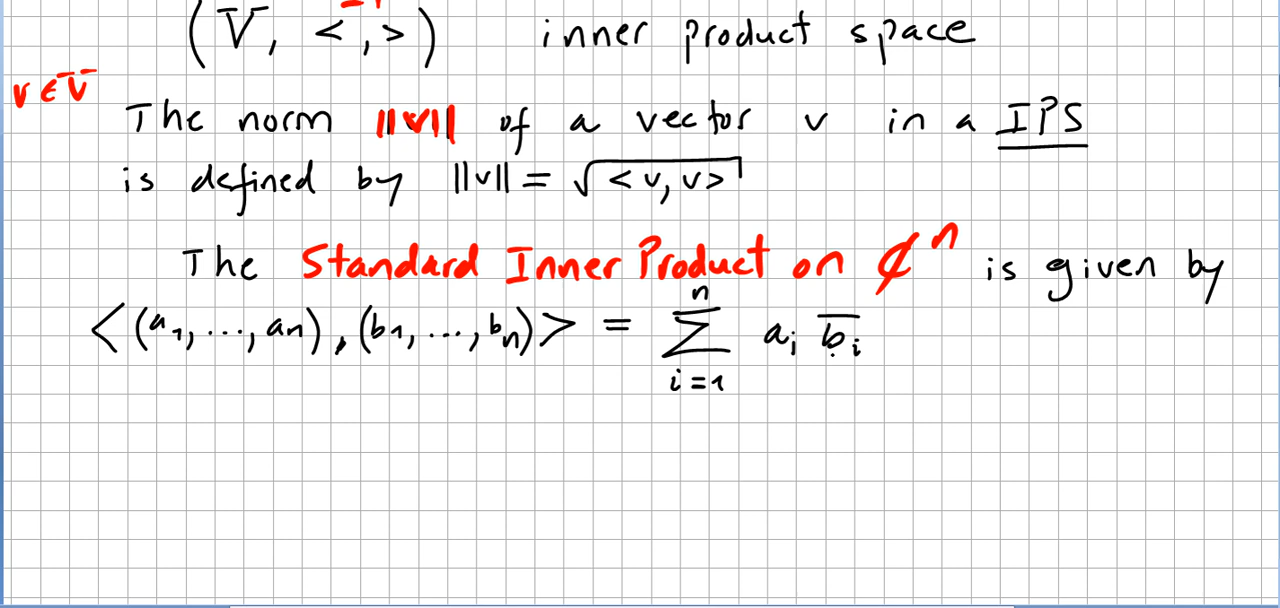 (V, < , >) inner product space
v ∈ V
The norm ||v|| of a vector v in a IPS
is defined by ||v|| = √<v, v>
The Standard Inner Product on ℂⁿ is given by
<(a₁, ..., aₙ), (b₁, ..., bₙ)> = ∑ᵢ₌₁ⁿ aᵢ b̅ᵢ